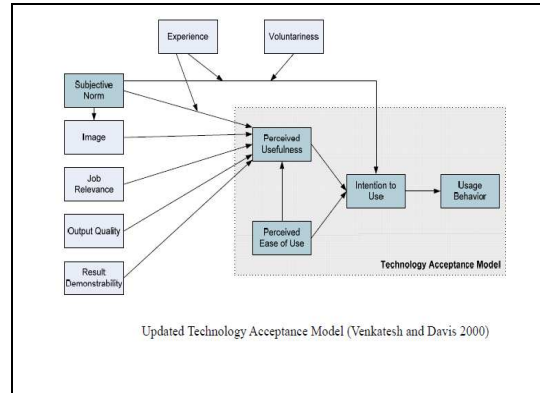 Experience
Voluntariness
Subjective
Norm
Image
Job
Relevance
Output Quality
Result
Demonstrability
Perceived
Usefulness
Perceived
Ease of Use
Intention to
Use
Usage
Behavior
Technology Acceptance Model
Updated Technology Acceptance Model (Venkatesh and Davis 2000)